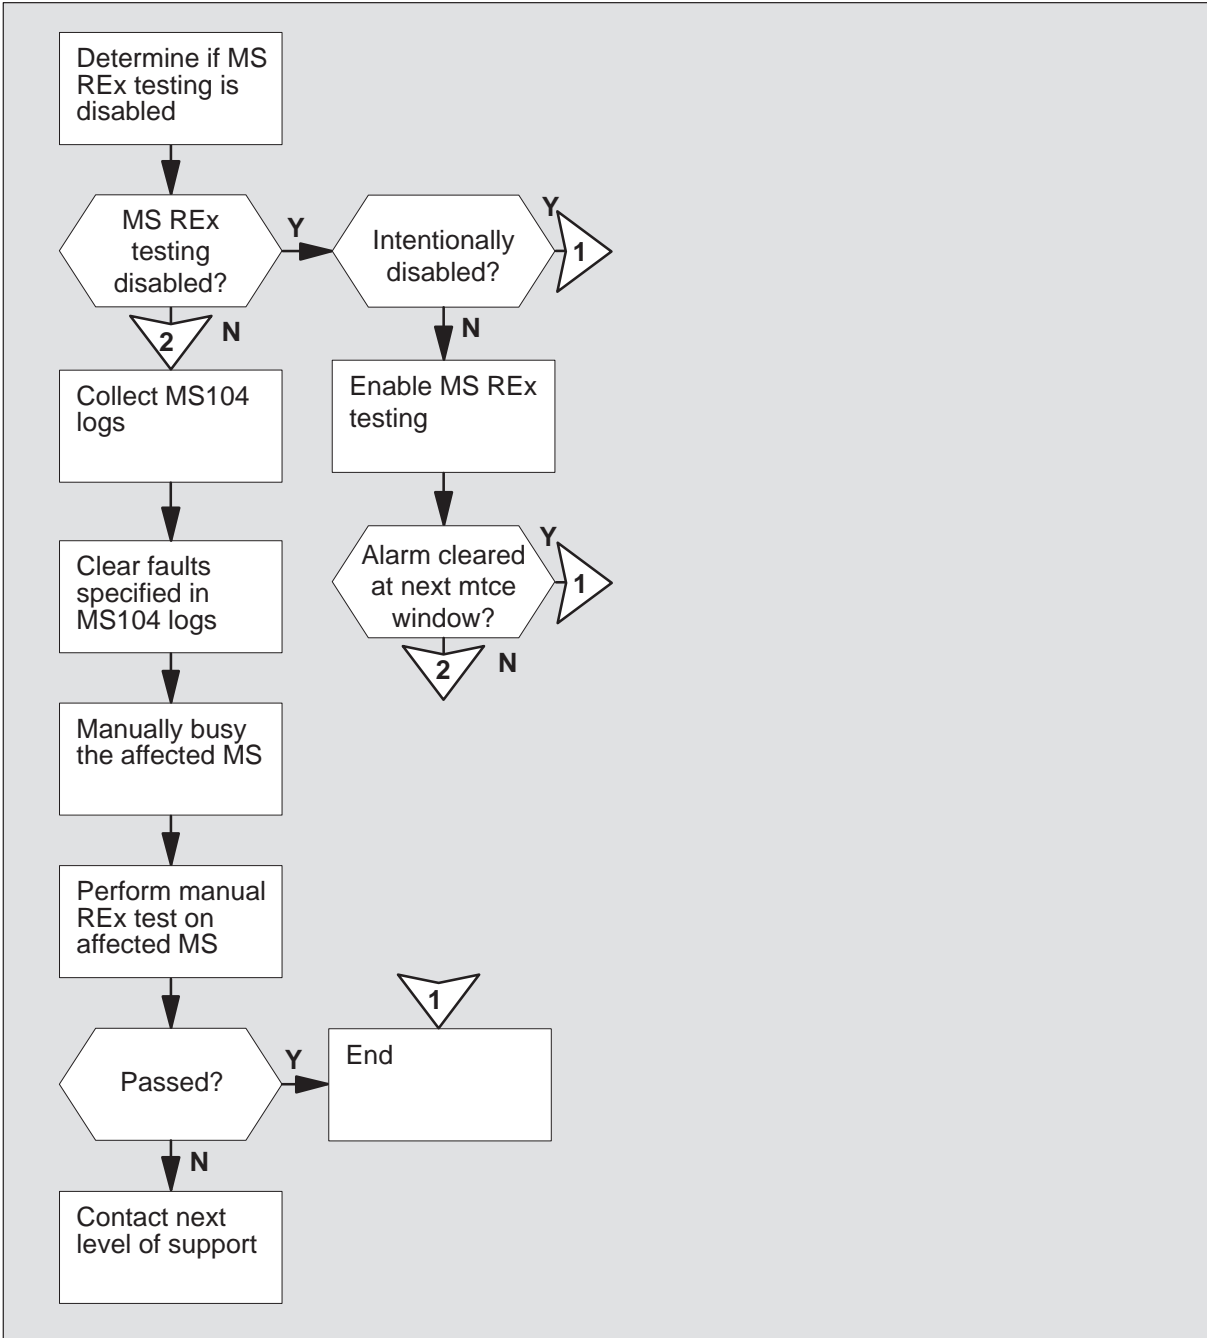 Determine if MS
REx testing is
disabled
MS REx
testing
disabled?
Y
Intentionally
disabled?
Y
1
2
N
N
Collect MS104
logs
Enable MS REx
testing
Clear faults
specified in
MS104 logs
Alarm cleared
at next mtce
window?
Y
1
2
N
Manually busy
the affected MS
Perform manual
REx test on
affected MS
1
Passed?
Y
End
N
Contact next
level of support